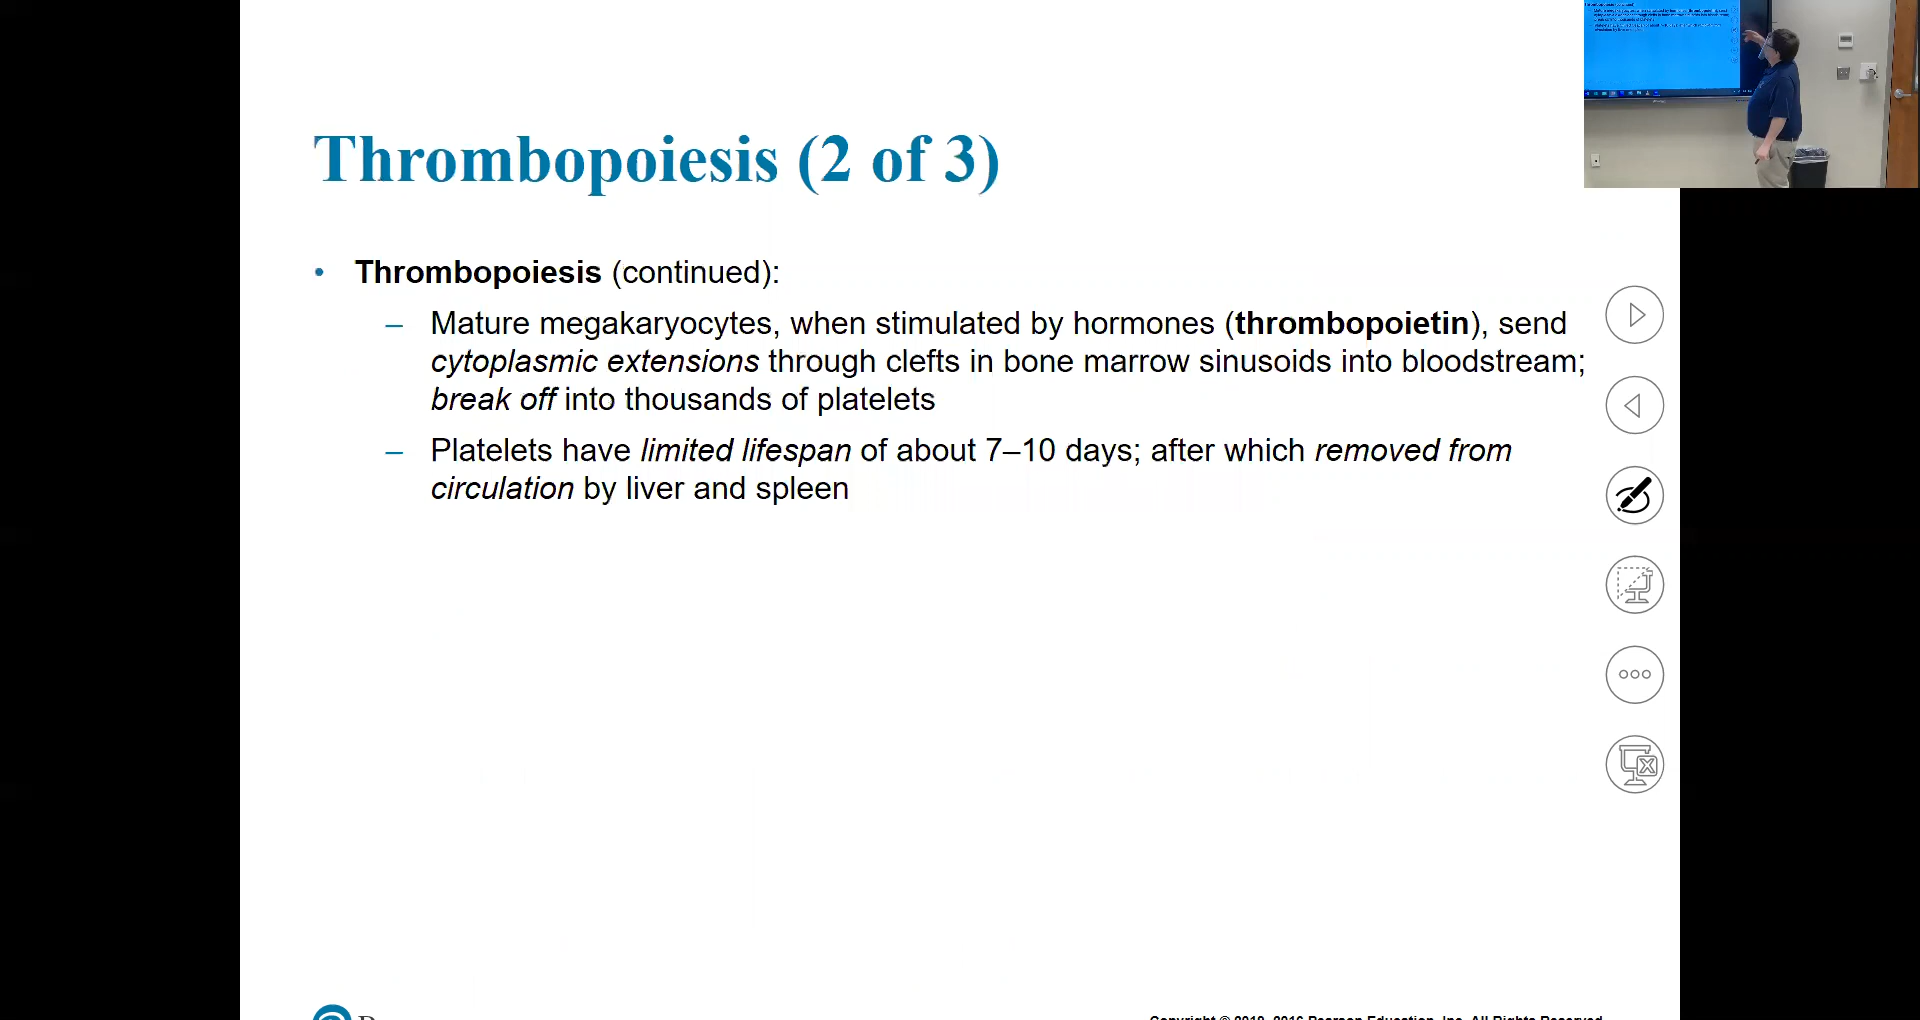 Thrombopoiesis (2 of 3)
• Thrombopoiesis (continued):
– Mature megakaryocytes, when stimulated by hormones (thrombopoietin), send
cytoplasmic extensions through clefts in bone marrow sinusoids into bloodstream;
break off into thousands of platelets
– Platelets have limited lifespan of about 7–10 days; after which removed from
circulation by liver and spleen